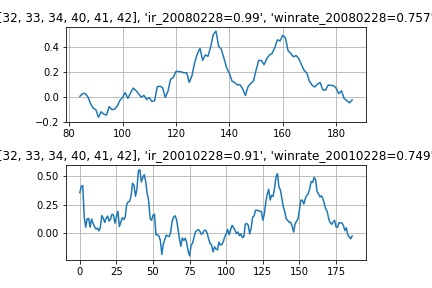 [32, 33, 34, 40, 41, 42], 'ir_20080228=0.99', 'winrate_20080228=0.757'
0.4
0.2
0.0
−0.2
80 100 120 140 160 180
[32, 33, 34, 40, 41, 42], 'ir_20010228=0.91', 'winrate_20010228=0.749'
0.50
0.25
0.00
0 25 50 75 100 125 150 175